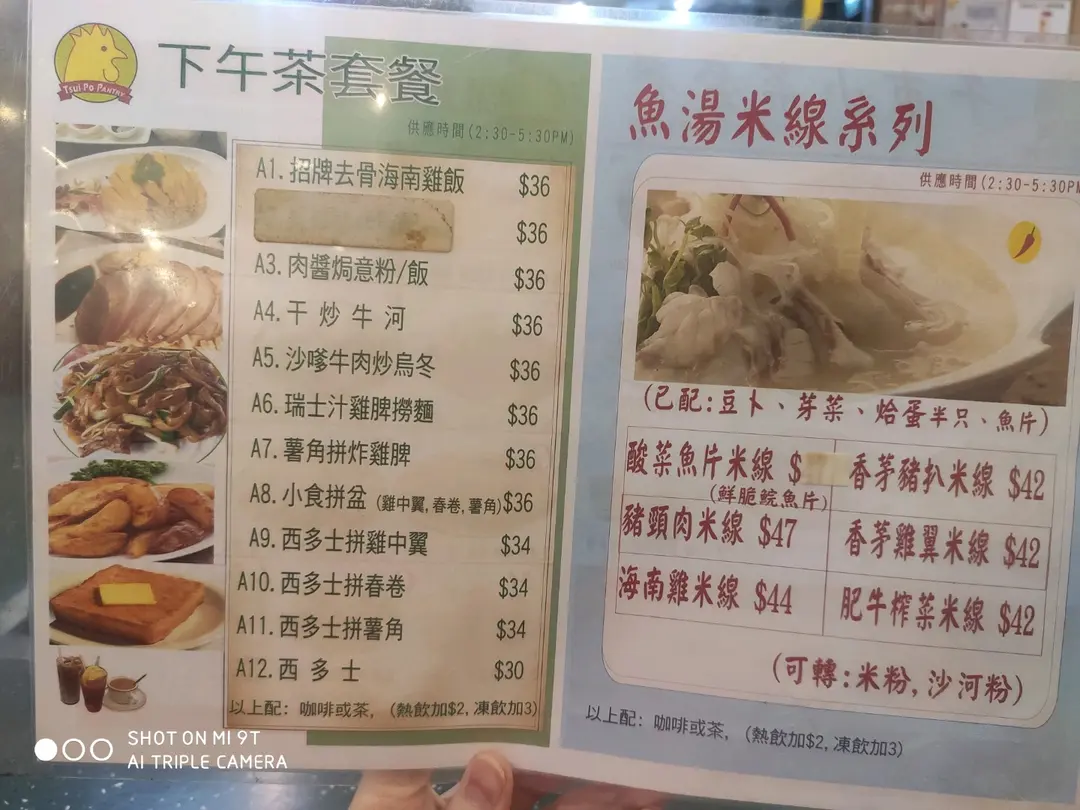 TSUI PO PANTRY
下午茶套餐
供應時間(2:30-5:30PM)
A1. 招牌去骨海南雞飯 $36
$36
A3. 肉醬焗意粉/飯 $36
A4. 干炒牛河 $36
A5. 沙嗲牛肉炒烏冬 $36
A6. 瑞士汁雞脾撈麵 $36
A7. 薯角拼炸雞脾 $36
A8. 小食拼盆 (雞中翼,春卷,薯角) $36
A9. 西多士拼雞中翼 $34
A10. 西多士拼春卷 $34
A11. 西多士拼薯角 $34
A12. 西多士 $30
以上配: 咖啡或茶, (熱飲加$2, 凍飲加3)
魚湯米線系列
供應時間(2:30-5:30PM
(已配:豆卜、芽菜、烚蛋半只、魚片)
酸菜魚片米線 $
(鮮脆鯇魚片)
香茅豬扒米線 $42
豬頸肉米線 $47
香茅雞翼米線 $42
海南雞米線 $44
肥牛榨菜米線 $42
(可轉:米粉,沙河粉)
以上配: 咖啡或茶, (熱飲加$2, 凍飲加3)
SHOT ON MI 9T
AI TRIPLE CAMERA